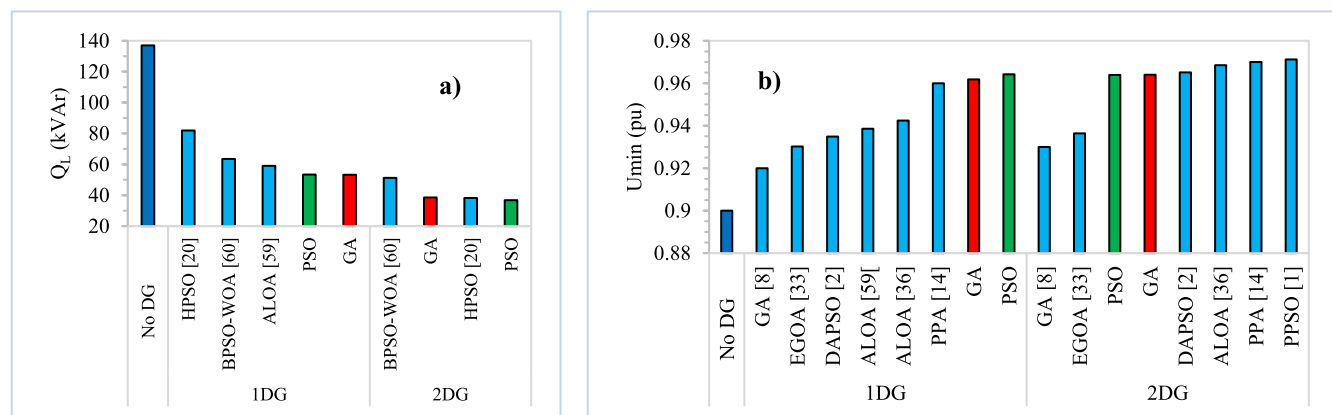 a)
Q_L (kVAr)
140
120
100
80
60
40
20
No DG
HPSO [20]
BPSO-WOA [60]
ALOA [59]
PSO
GA
BPSO-WOA [60]
GA
HPSO [20]
PSO
1DG
2DG
b)
Umin (pu)
0.98
0.96
0.94
0.92
0.9
0.88
No DG
GA [8]
EGOA [33]
DAPSO [2]
ALOA [59[
ALOA [36]
PPA [14]
GA
PSO
GA [8]
EGOA [33]
PSO
GA
DAPSO [2]
ALOA [36]
PPA [14]
PPSO [1]
1DG
2DG